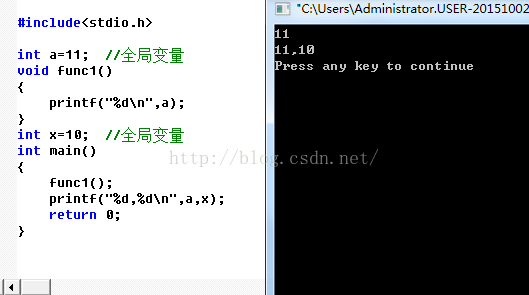 #include<stdio.h>
int a=11;  //全局变量
void func1()
{
    printf("%d\n",a);
}
int x=10;  //全局变量
int main()
{
    func1();
    printf("%d,%d\n",a,x);
    return 0;
}
"C:\Users\Administrator.USER-20151002
11
11,10
Press any key to continue
http://blog.csdn.net/